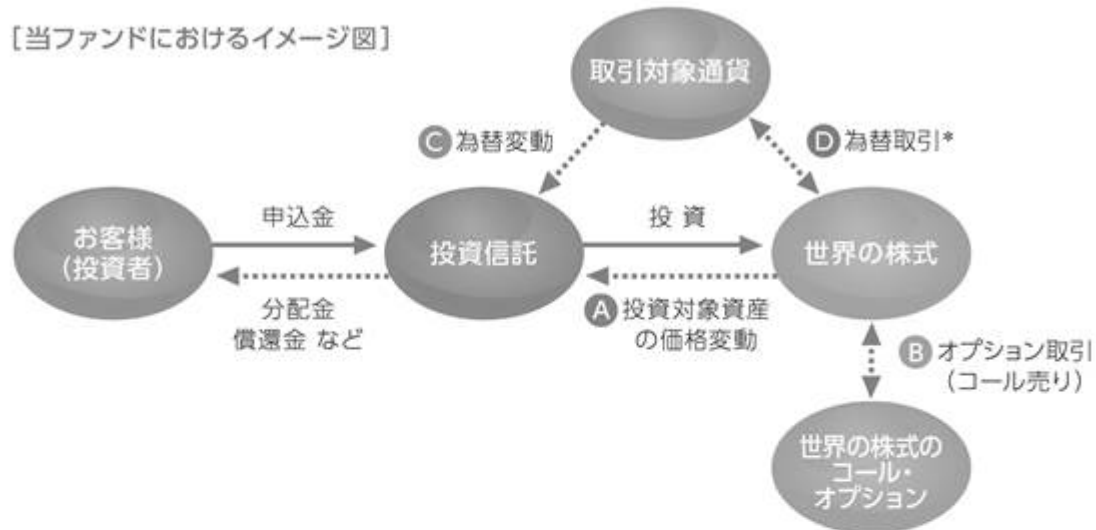 [当ファンドにおけるイメージ図]
取引対象通貨
C 為替変動
D 為替取引*
お客様
(投資者)
申込金
投資信託
投 資
世界の株式
分配金
償還金 など
A 投資対象資産
の価格変動
B オプション取引
(コール売り)
世界の株式の
コール・
オプション